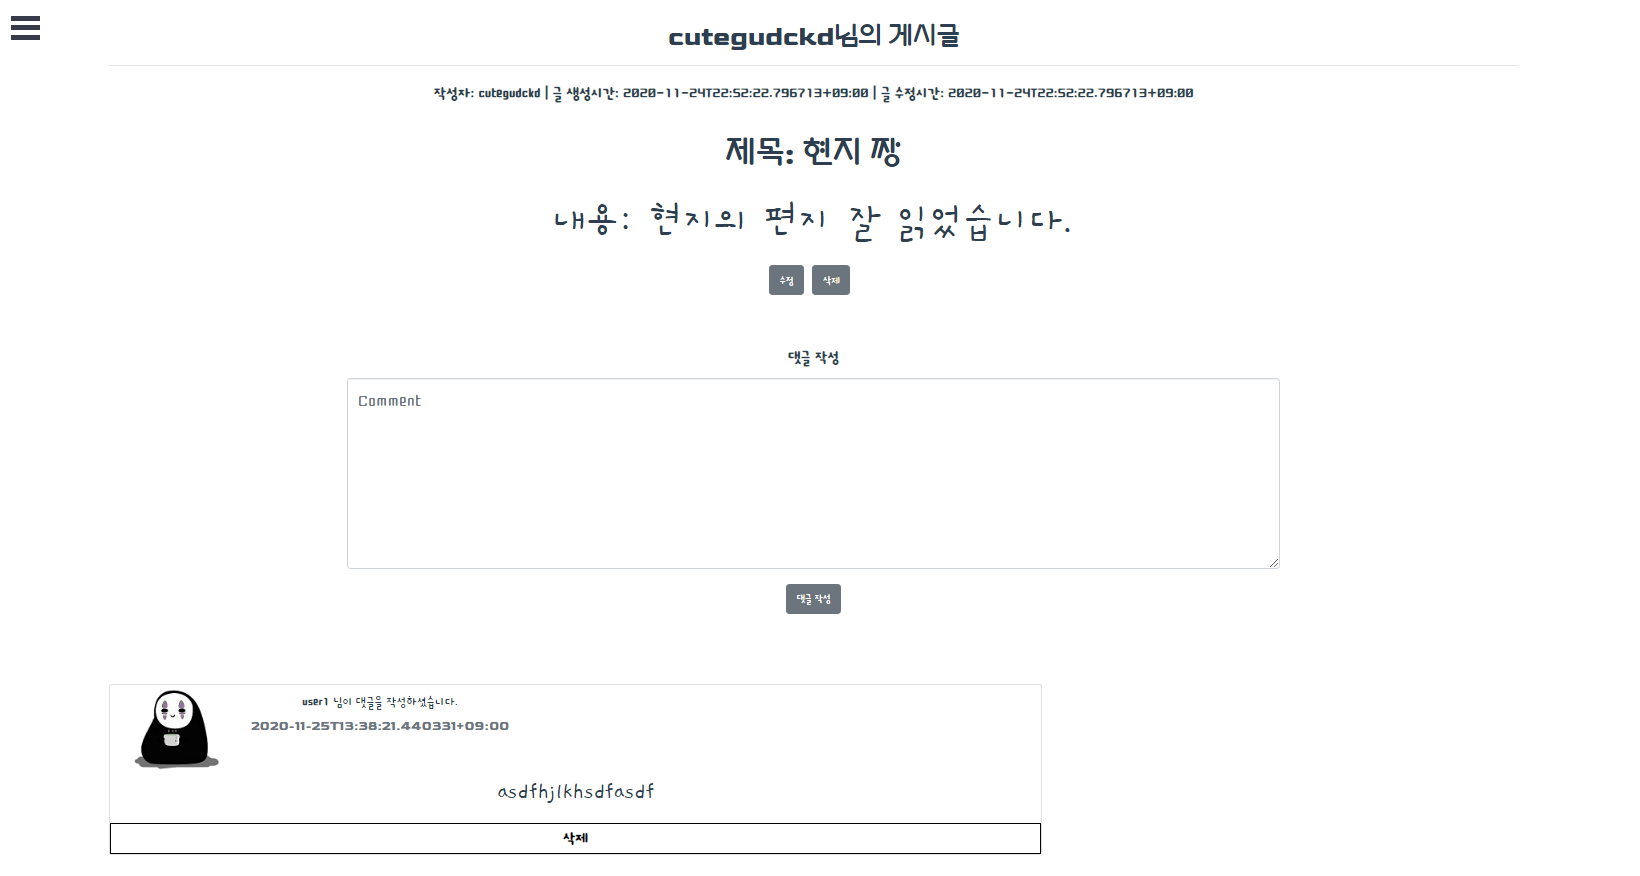 cutegudckd님의 게시글
작성자: cutegudckd | 글 생성시간: 2020-11-24T22:52:22.796713+09:00 | 글 수정시간: 2020-11-24T22:52:22.796713+09:00
제목: 현지 짱
내용: 현지의 편지 잘 읽었습니다.
수정 삭제
댓글 작성
Comment
댓글 작성
user1 님이 댓글을 작성하셨습니다.
2020-11-25T13:38:21.440331+09:00
asdfhjlkhsdfasdf
삭제